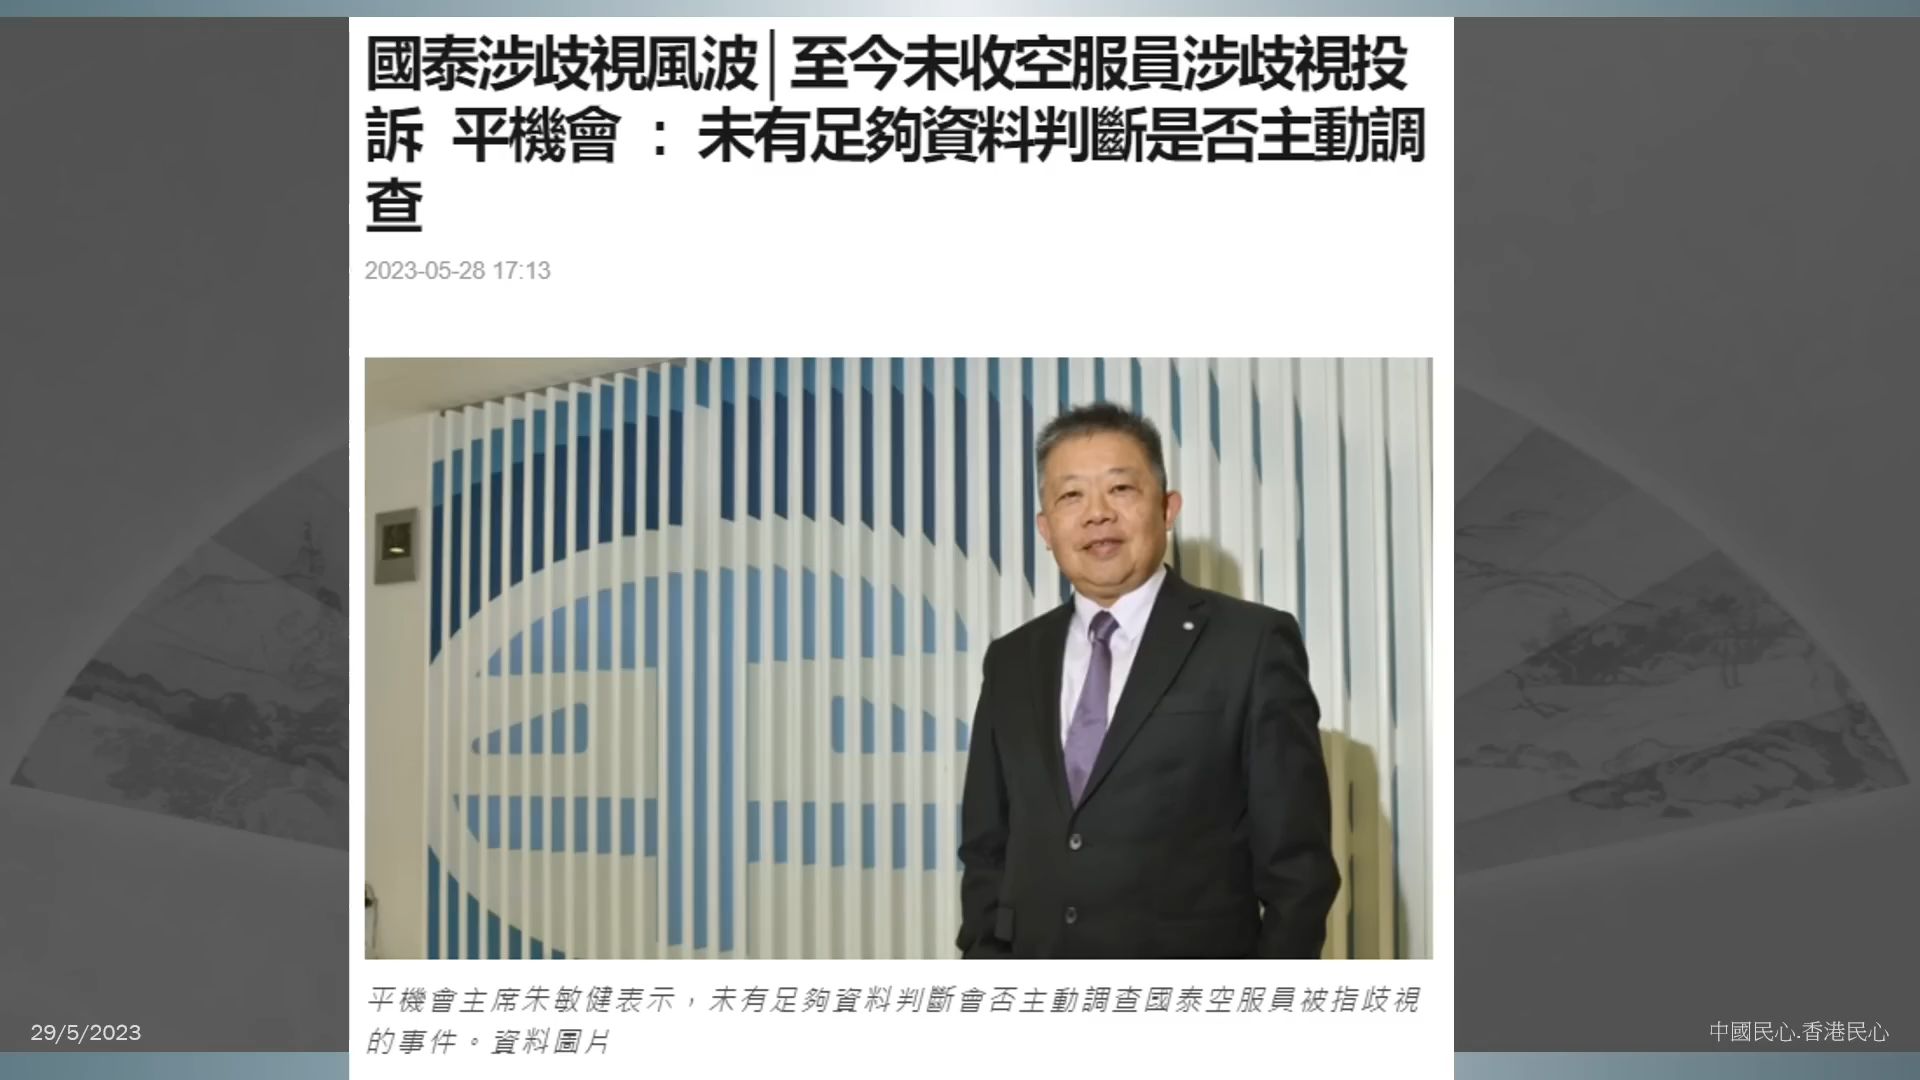 國泰涉歧視風波│至今未收空服員涉歧視投
訴 平機會 ： 未有足夠資料判斷是否主動調
查
2023-05-28 17:13
平機會主席朱敏健表示，未有足夠資料判斷會否主動調查國泰空服員被指歧視
的事件。資料圖片
29/5/2023
中國民心.香港民心